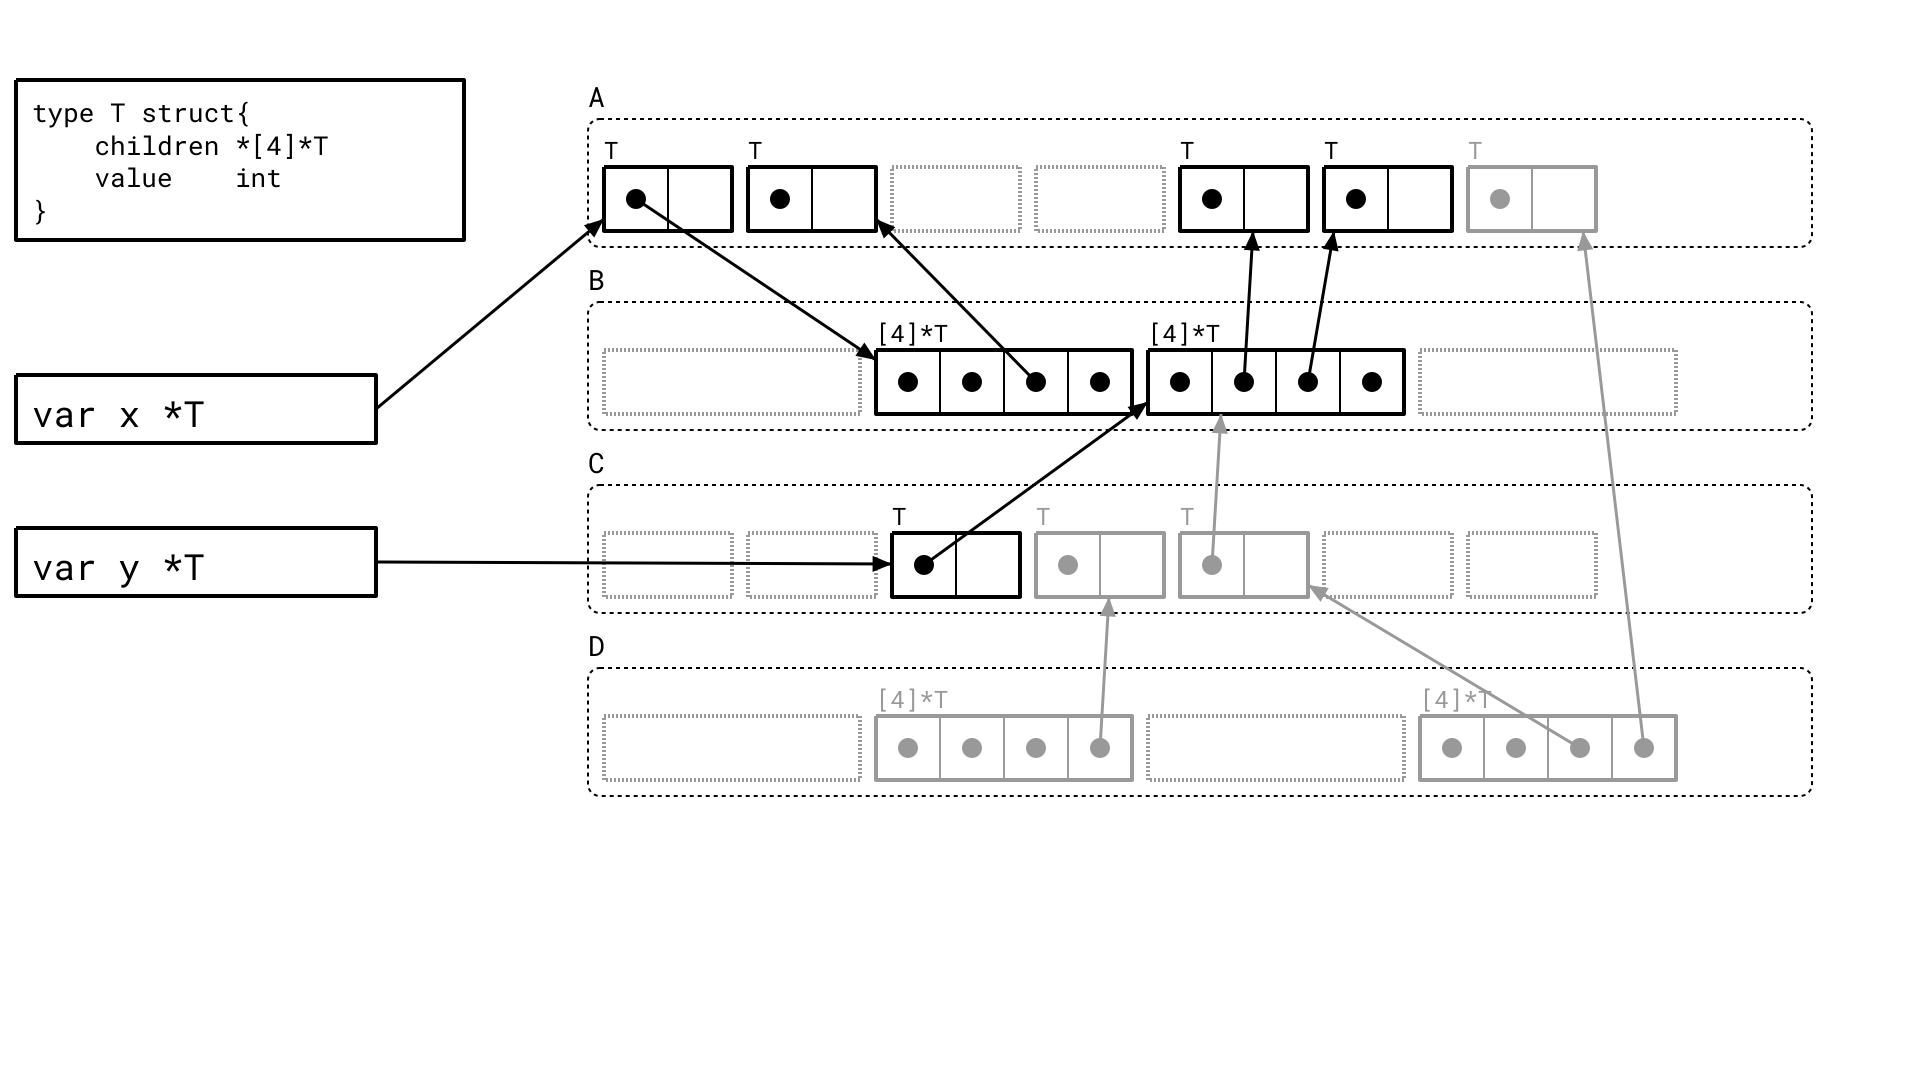 type T struct{
    children *[4]*T
    value    int
}
var x *T
var y *T
A
T T T T T
B
[4]*T [4]*T
C
T T T
D
[4]*T [4]*T